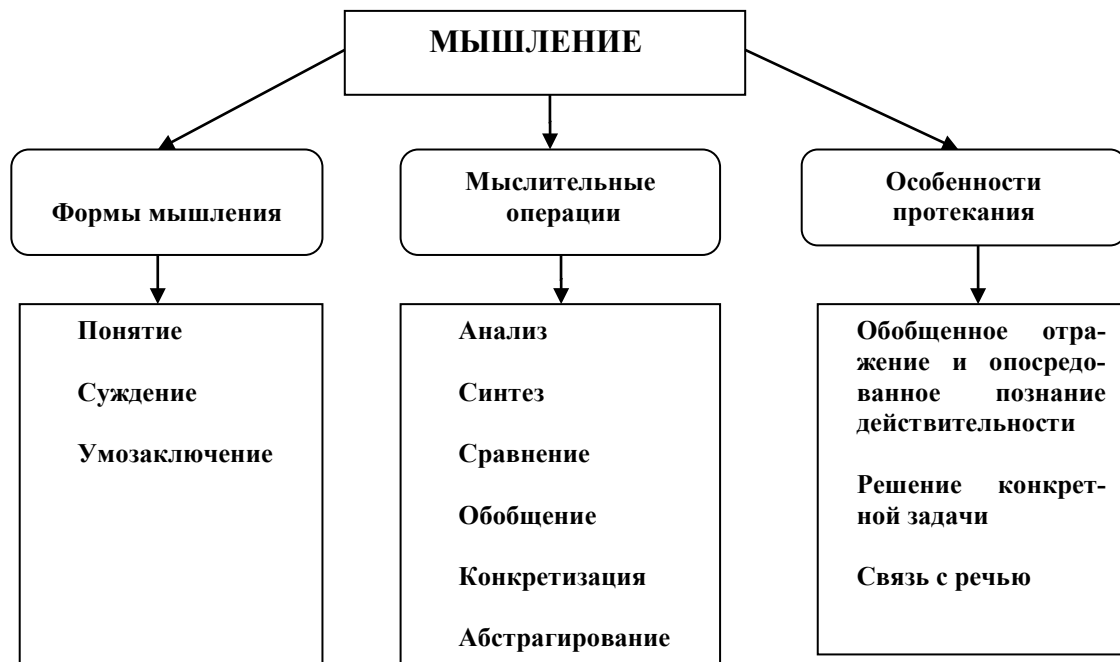 МЫШЛЕНИЕ
Формы мышления
Мыслительные
операции
Особенности
протекания
Понятие
Суждение
Умозаключение
Анализ
Синтез
Сравнение
Обобщение
Конкретизация
Абстрагирование
Обобщенное отра-
жение и опосредо-
ванное познание
действительности
Решение конкрет-
ной задачи
Связь с речью